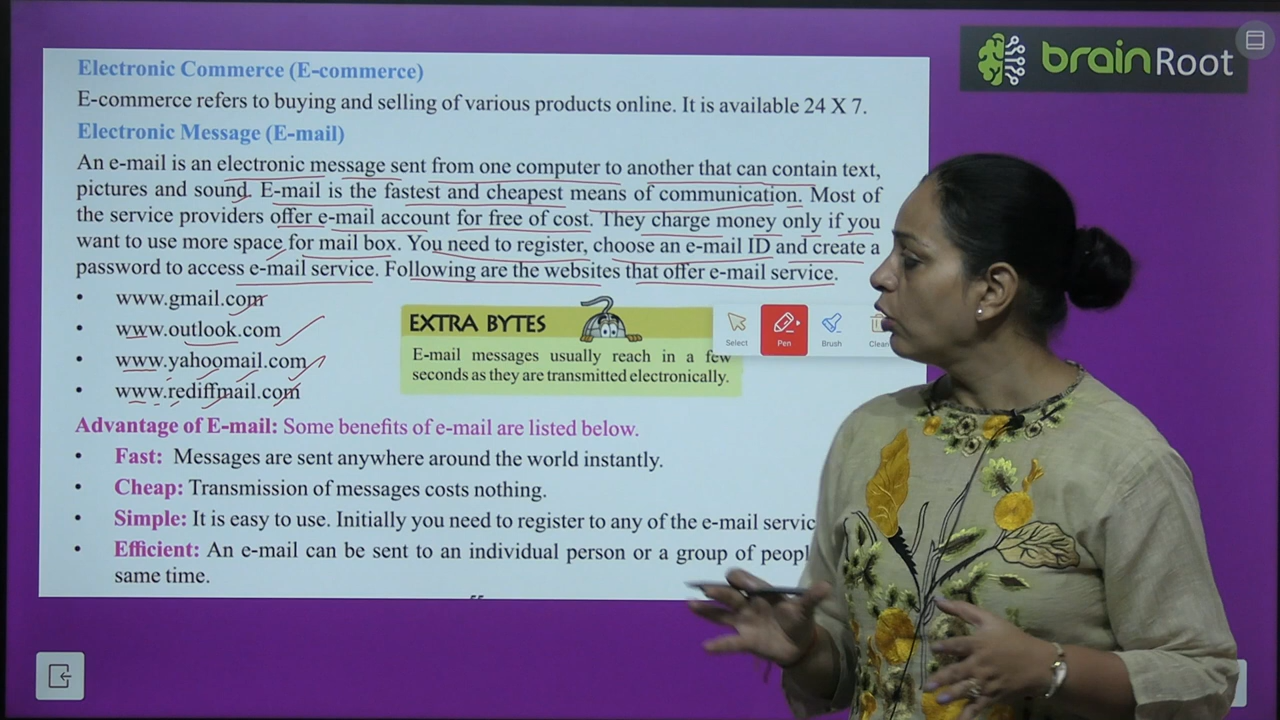 brainRoot
Electronic Commerce (E-commerce)
E-commerce refers to buying and selling of various products online. It is available 24 X 7.
Electronic Message (E-mail)
An e-mail is an electronic message sent from one computer to another that can contain text,
pictures and sound. E-mail is the fastest and cheapest means of communication. Most of
the service providers offer e-mail account for free of cost. They charge money only if you
want to use more space for mail box. You need to register, choose an e-mail ID and create a
password to access e-mail service. Following are the websites that offer e-mail service.
• www.gmail.com
• www.outlook.com
• www.yahoomail.com
• www.rediffmail.com
EXTRA BYTES
E-mail messages usually reach in a few
seconds as they are transmitted electronically.
Select Pen Brush Clean
Advantage of E-mail: Some benefits of e-mail are listed below.
• Fast: Messages are sent anywhere around the world instantly.
• Cheap: Transmission of messages costs nothing.
• Simple: It is easy to use. Initially you need to register to any of the e-mail servic
• Efficient: An e-mail can be sent to an individual person or a group of peopl
same time.